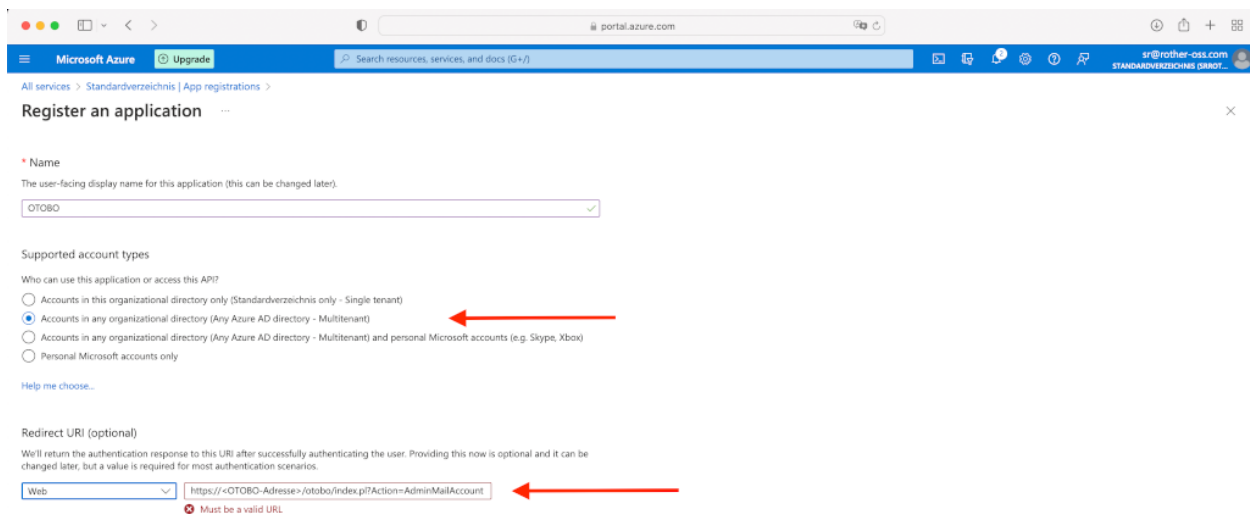 portal.azure.com
Microsoft Azure
Upgrade
Search resources, services, and docs (G+/)
2
sr@rother-oss.com
STANDARDVERZEICHNIS (SRROT...
All services > Standardverzeichnis | App registrations >
Register an application ...
* Name
The user-facing display name for this application (this can be changed later).
OTOBO
Supported account types
Who can use this application or access this API?
Accounts in this organizational directory only (Standardverzeichnis only - Single tenant)
Accounts in any organizational directory (Any Azure AD directory - Multitenant)
Accounts in any organizational directory (Any Azure AD directory - Multitenant) and personal Microsoft accounts (e.g. Skype, Xbox)
Personal Microsoft accounts only
Help me choose...
Redirect URI (optional)
We'll return the authentication response to this URI after successfully authenticating the user. Providing this now is optional and it can be
changed later, but a value is required for most authentication scenarios.
Web
https://<OTOBO-Adresse>/otobo/index.pl?Action=AdminMailAccount
Must be a valid URL